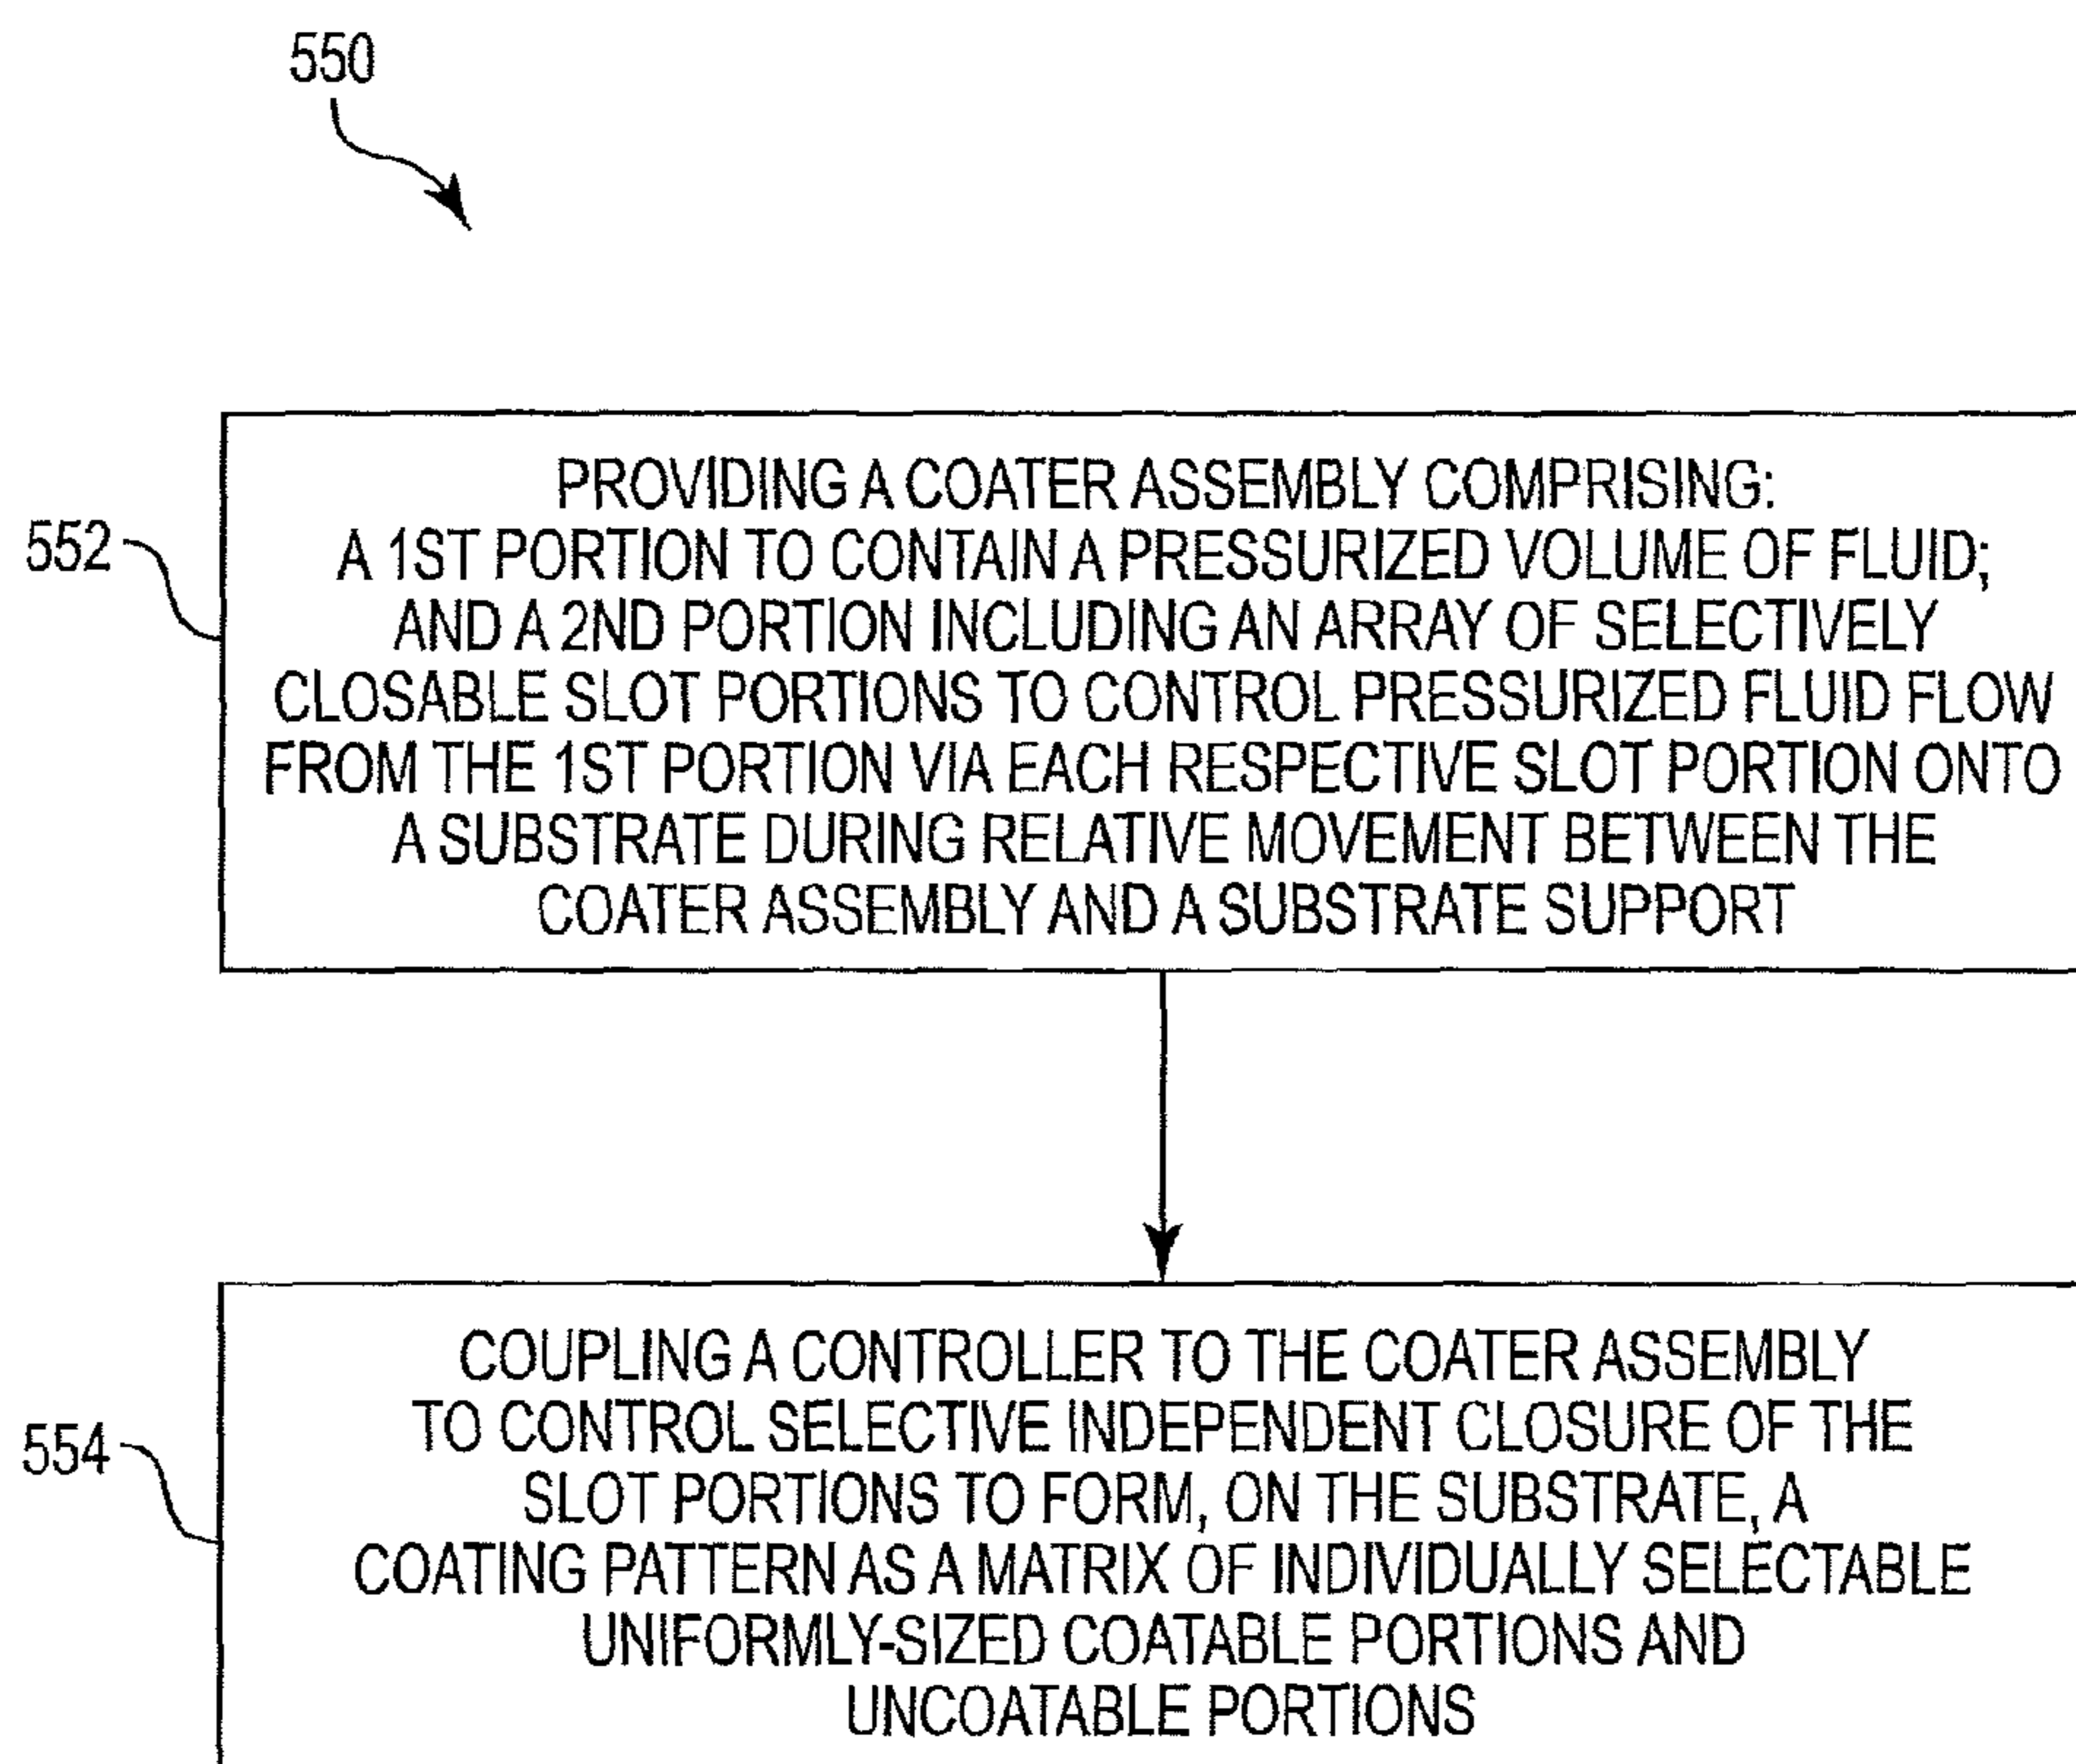 550
552
PROVIDING A COATER ASSEMBLY COMPRISING:
A 1ST PORTION TO CONTAIN A PRESSURIZED VOLUME OF FLUID;
AND A 2ND PORTION INCLUDING AN ARRAY OF SELECTIVELY
CLOSABLE SLOT PORTIONS TO CONTROL PRESSURIZED FLUID FLOW
FROM THE 1ST PORTION VIA EACH RESPECTIVE SLOT PORTION ONTO
A SUBSTRATE DURING RELATIVE MOVEMENT BETWEEN THE
COATER ASSEMBLY AND A SUBSTRATE SUPPORT
554
COUPLING A CONTROLLER TO THE COATER ASSEMBLY
TO CONTROL SELECTIVE INDEPENDENT CLOSURE OF THE
SLOT PORTIONS TO FORM, ON THE SUBSTRATE, A
COATING PATTERN AS A MATRIX OF INDIVIDUALLY SELECTABLE
UNIFORMLY-SIZED COATABLE PORTIONS AND
UNCOATABLE PORTIONS